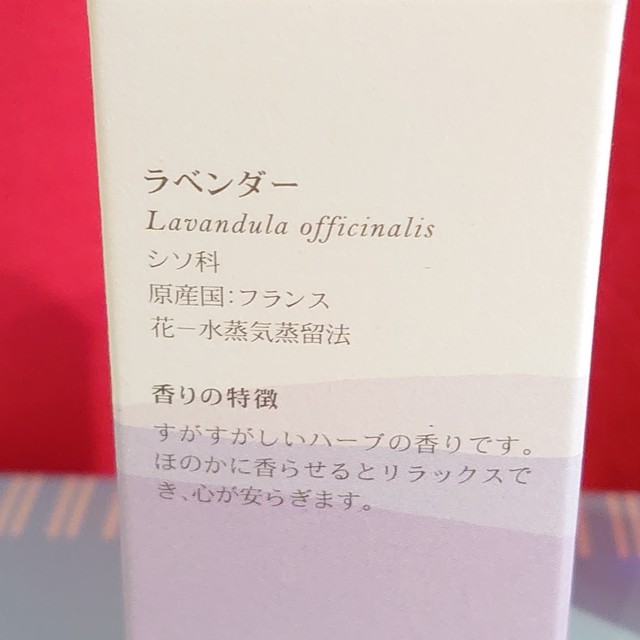 ラベンダー
Lavandula officinalis
シソ科
原産国:フランス
花－水蒸気蒸留法
香りの特徴
すがすがしいハーブの香りです。
ほのかに香らせるとリラックスで
き、心が安らぎます。